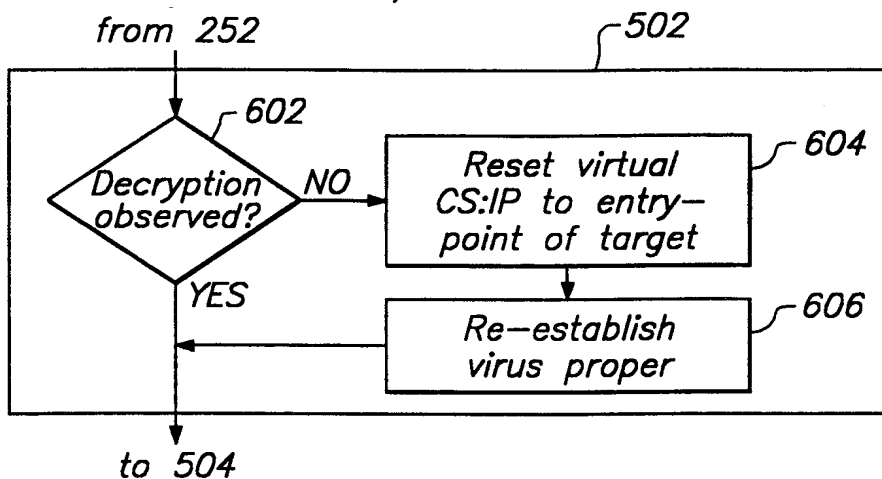 from 252
502
602
Decryption
observed?
NO
Reset virtual
CS:IP to entry-
point of target
604
YES
Re-establish
virus proper
606
to 504